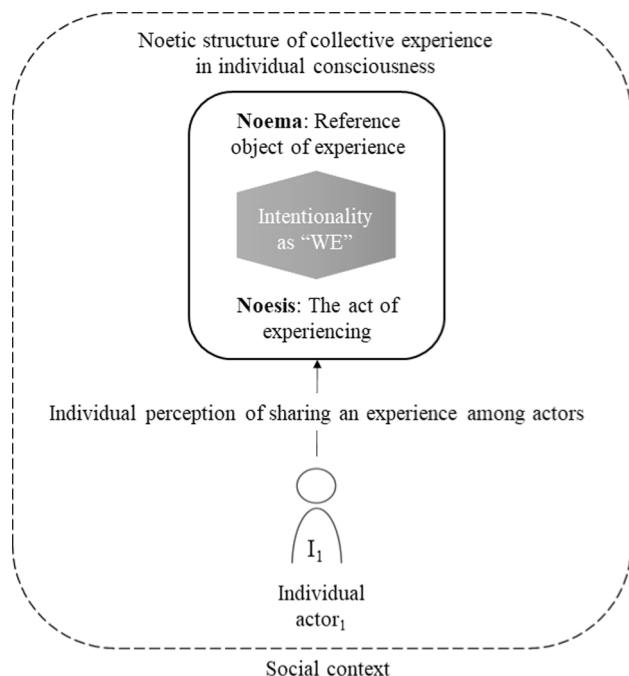 Noetic structure of collective experience
in individual consciousness
Noema: Reference
object of experience
Intentionality
as “WE”
Noesis: The act of
experiencing
Individual perception of sharing an experience among actors
I₁
Individual
actor₁
Social context